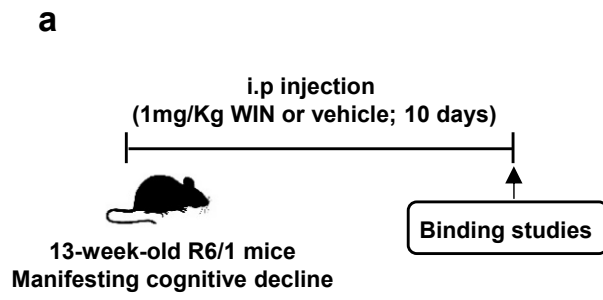 a
i.p injection
(1mg/Kg WIN or vehicle; 10 days)
Binding studies
13-week-old R6/1 mice
Manifesting cognitive decline